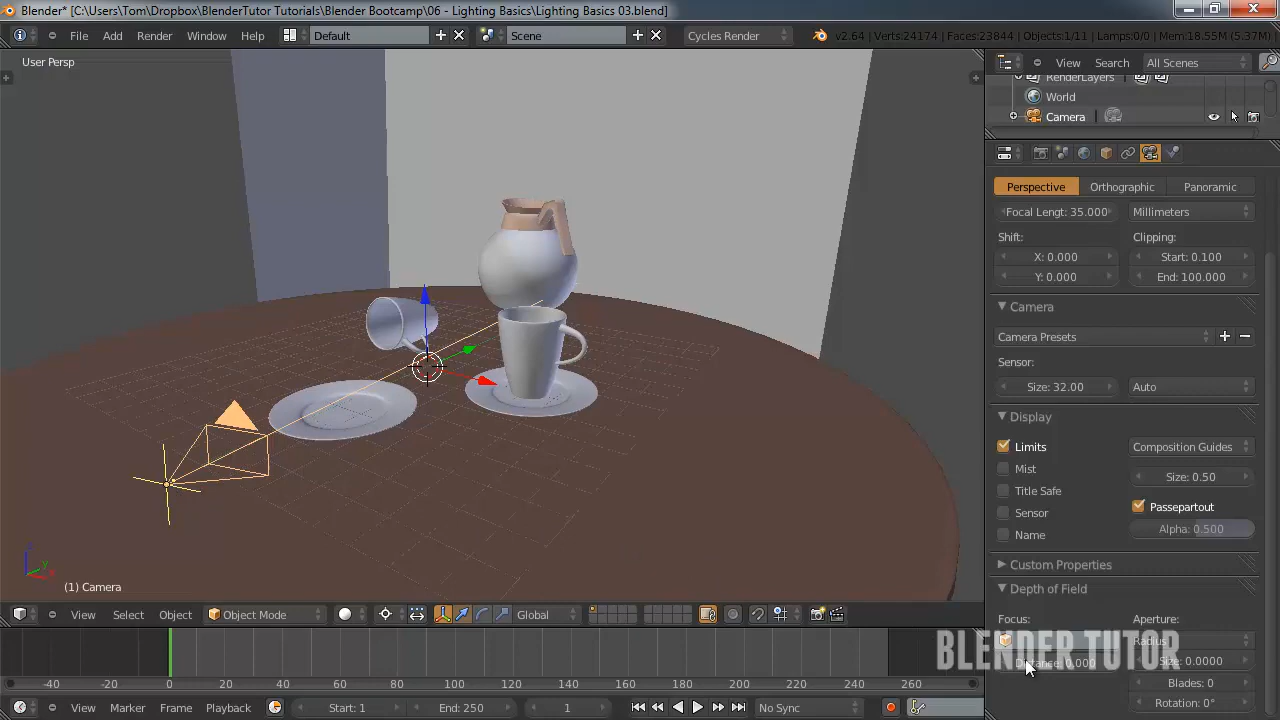 Blender* [C:\Users\Tom\Dropbox\BlenderTutor Tutorials\Blender Bootcamp\06 - Lighting Basics\Lighting Basics 03.blend]
File Add Render Window Help Default Scene Cycles Render v2.64 | Verts:24174 | Faces:23844 | Objects:1/11 | Lamps:0/0 | Mem:18.55M (5.37M)
User Persp
View Search All Scenes
RenderLayers
World
Camera
Perspective Orthographic Panoramic
Focal Lengt: 35.000 Millimeters
Shift: Clipping:
X: 0.000 Start: 0.100
Y: 0.000 End: 100.000
Camera
Camera Presets
Sensor:
Size: 32.00 Auto
Display
Limits Composition Guides
Mist Size: 0.50
Title Safe
Sensor Passepartout
Name Alpha: 0.500
Custom Properties
Depth of Field
Focus: Aperture:
Radius
Distance: 0.000 Size: 0.0000
Blades: 0
Rotation: 0°
BLENDER TUTOR
(1) Camera
View Select Object Object Mode Global
-40 -20 0 20 40 60 80 100 120 140 160 180 200 220 240 260
View Marker Frame Playback Start: 1 End: 250 1 No Sync